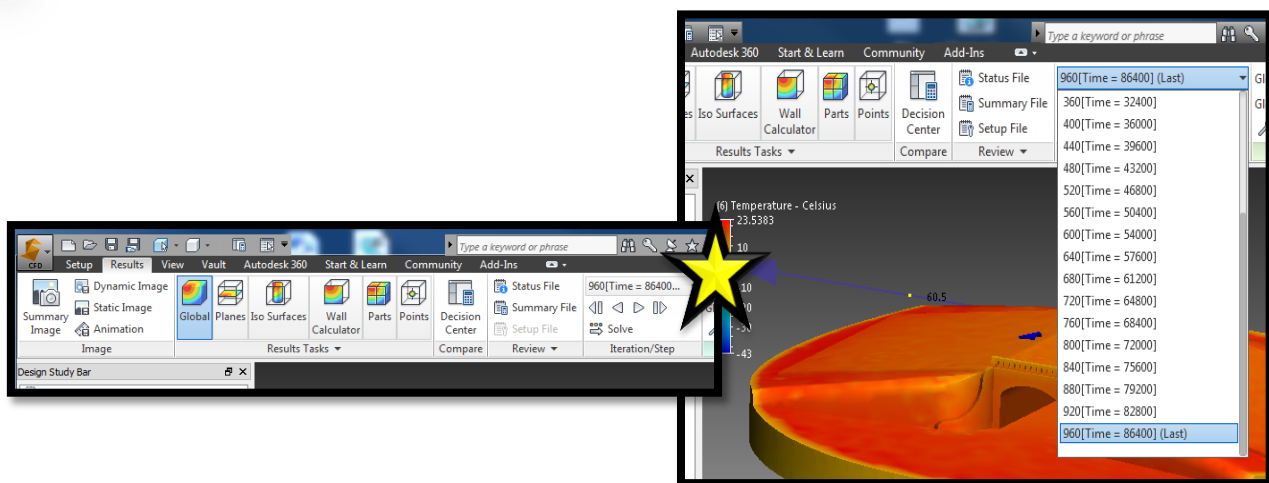 Type a keyword or phrase
Autodesk 360 Start & Learn Community Add-Ins
es Iso Surfaces Wall Calculator Parts Points Decision Center
Status File
Summary File
Setup File
Results Tasks Compare Review
960[Time = 86400] (Last)
360[Time = 32400]
400[Time = 36000]
440[Time = 39600]
480[Time = 43200]
520[Time = 46800]
560[Time = 50400]
600[Time = 54000]
640[Time = 57600]
680[Time = 61200]
720[Time = 64800]
760[Time = 68400]
800[Time = 72000]
840[Time = 75600]
880[Time = 79200]
920[Time = 82800]
960[Time = 86400] (Last)
(6) Temperature - Celsius
23.5383
10
-43
60.5
Type a keyword or phrase
CFD Setup Results View Vault Autodesk 360 Start & Learn Community Add-Ins
Summary Image
Dynamic Image
Static Image
Animation
Global Planes Iso Surfaces Wall Calculator Parts Points Decision Center
Status File
Summary File
Setup File
960[Time = 86400...
Solve
Image Results Tasks Compare Review Iteration/Step
Design Study Bar